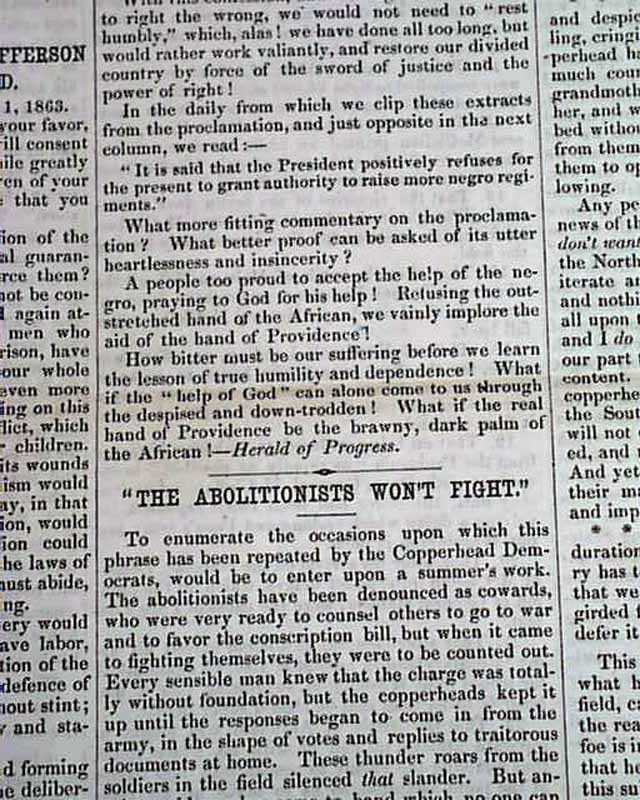 FFERSON
D.
1, 1863.
your favor,
ill consent
ile greatly
en of your
that you
ion of the
al guaran-
rce them?
not be con-
again at-
men who
rison, have
our whole
even more
ing on this
lict, which
children.
its wounds
ism would
ay, in that
ion, would
ion could
he laws of
must abide,
ng.
ery would
ave labor,
tion of the
defence of
nout stint;
and sta-
d forming
e deliber-
to right the wrong, we would not need to "rest
humbly," which, alas! we have done all too long, but
would rather work valiantly, and restore our divided
country by force of the sword of justice and the
power of right!
In the daily from which we clip these extracts
from the proclamation, and just opposite in the next
column, we read:—
"It is said that the President positively refuses for
the present to grant authority to raise more negro regi-
ments."
What more fitting commentary on the proclama-
tion? What better proof can be asked of its utter
heartlessness and insincerity?
A people too proud to accept the help of the ne-
gro, praying to God for his help! Refusing the out-
stretched hand of the African, we vainly implore the
aid of the hand of Providence!
How bitter must be our suffering before we learn
the lesson of true humility and dependence! What
if the "help of God" can alone come to us through
the despised and down-trodden! What if the real
hand of Providence be the brawny, dark palm of
the African!—Herald of Progress.
"THE ABOLITIONISTS WON'T FIGHT."
To enumerate the occasions upon which this
phrase has been repeated by the Copperhead Dem-
ocrats, would be to enter upon a summer's work.
The abolitionists have been denounced as cowards,
who were very ready to counsel others to go to war
and to favor the conscription bill, but when it came
to fighting themselves, they were to be counted out.
Every sensible man knew that the charge was total-
ly without foundation, but the copperheads kept it
up until the responses began to come in from the
army, in the shape of votes and replies to traitorous
documents at home. These thunder roars from the
soldiers in the field silenced that slander. But an-
and despi
ling, cringi
perhead ha
much cou
grandmoth
her, and w
bed withou
from them
them to op
lowing.
Any pe
news of th
don't want
the North
iterate an
and noth
all upon t
and I do
our part
content.
copperhe
the Sou
will not
ed, and
And yet
their m
and imp
* *
duration
ry has t
that we
girded
defer it
This
what h
field, ca
the rea
foe is i
that he
this su